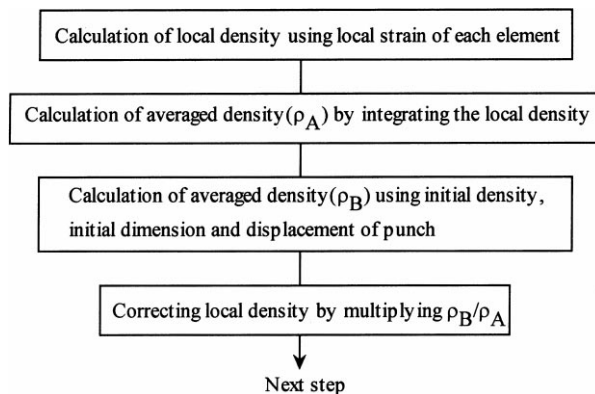 Calculation of local density using local strain of each element
Calculation of averaged density(ρA) by integrating the local density
Calculation of averaged density(ρB) using initial density,
initial dimension and displacement of punch
Correcting local density by multiplying ρB/ρA
Next step